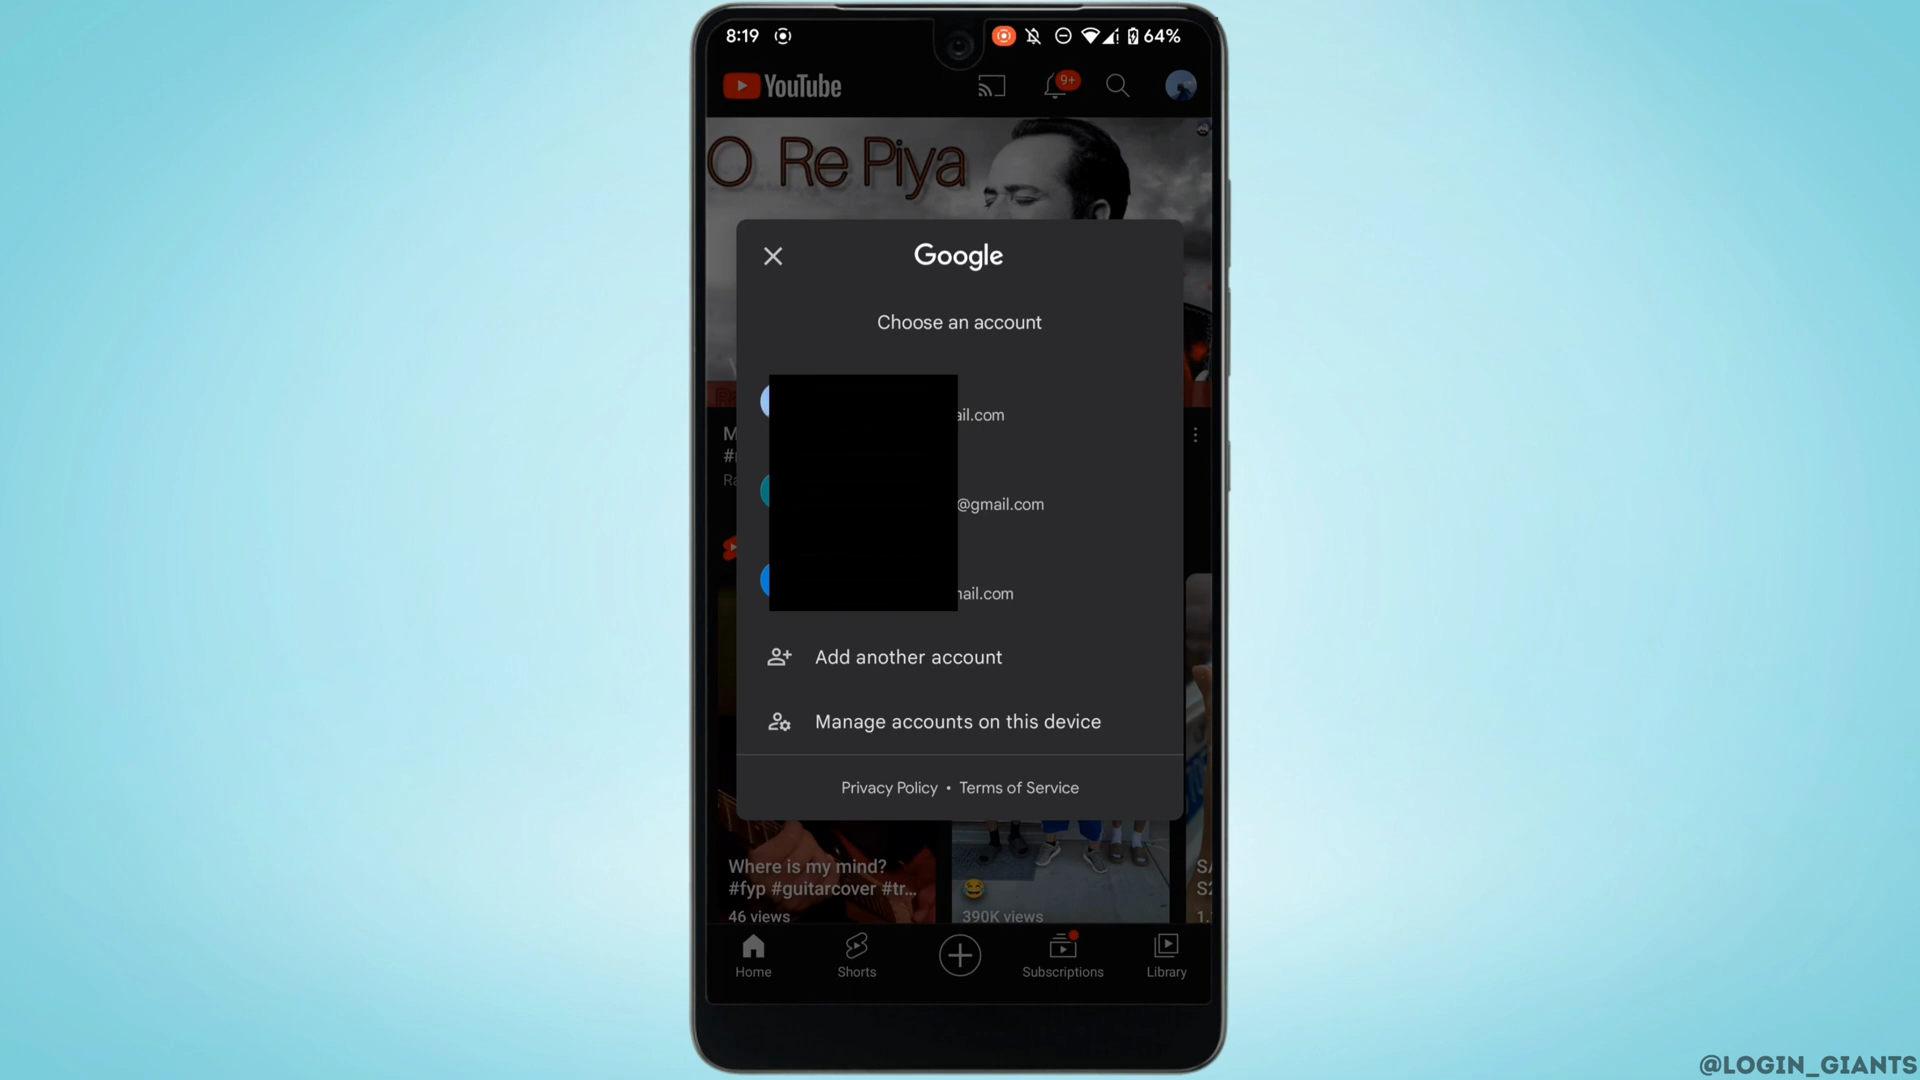 8:19 64%
YouTube 9+
O Re Piya
Google
Choose an account
ail.com
@gmail.com
ail.com
Add another account
Manage accounts on this device
Privacy Policy • Terms of Service
Where is my mind?
#fyp #guitarcover #tr...
46 views
390K views
Home Shorts Subscriptions Library
@LOGIN_GIANTS